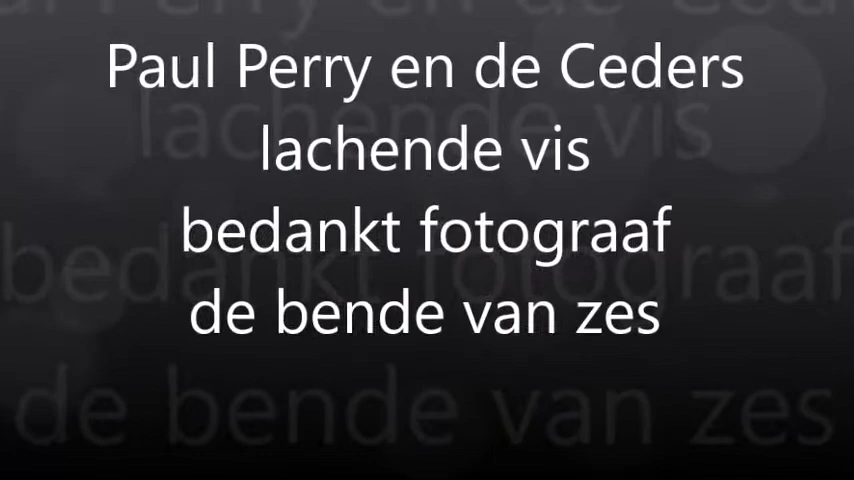 Paul Perry en de Ceders
lachende vis
bedankt fotograaf
de bende van zes